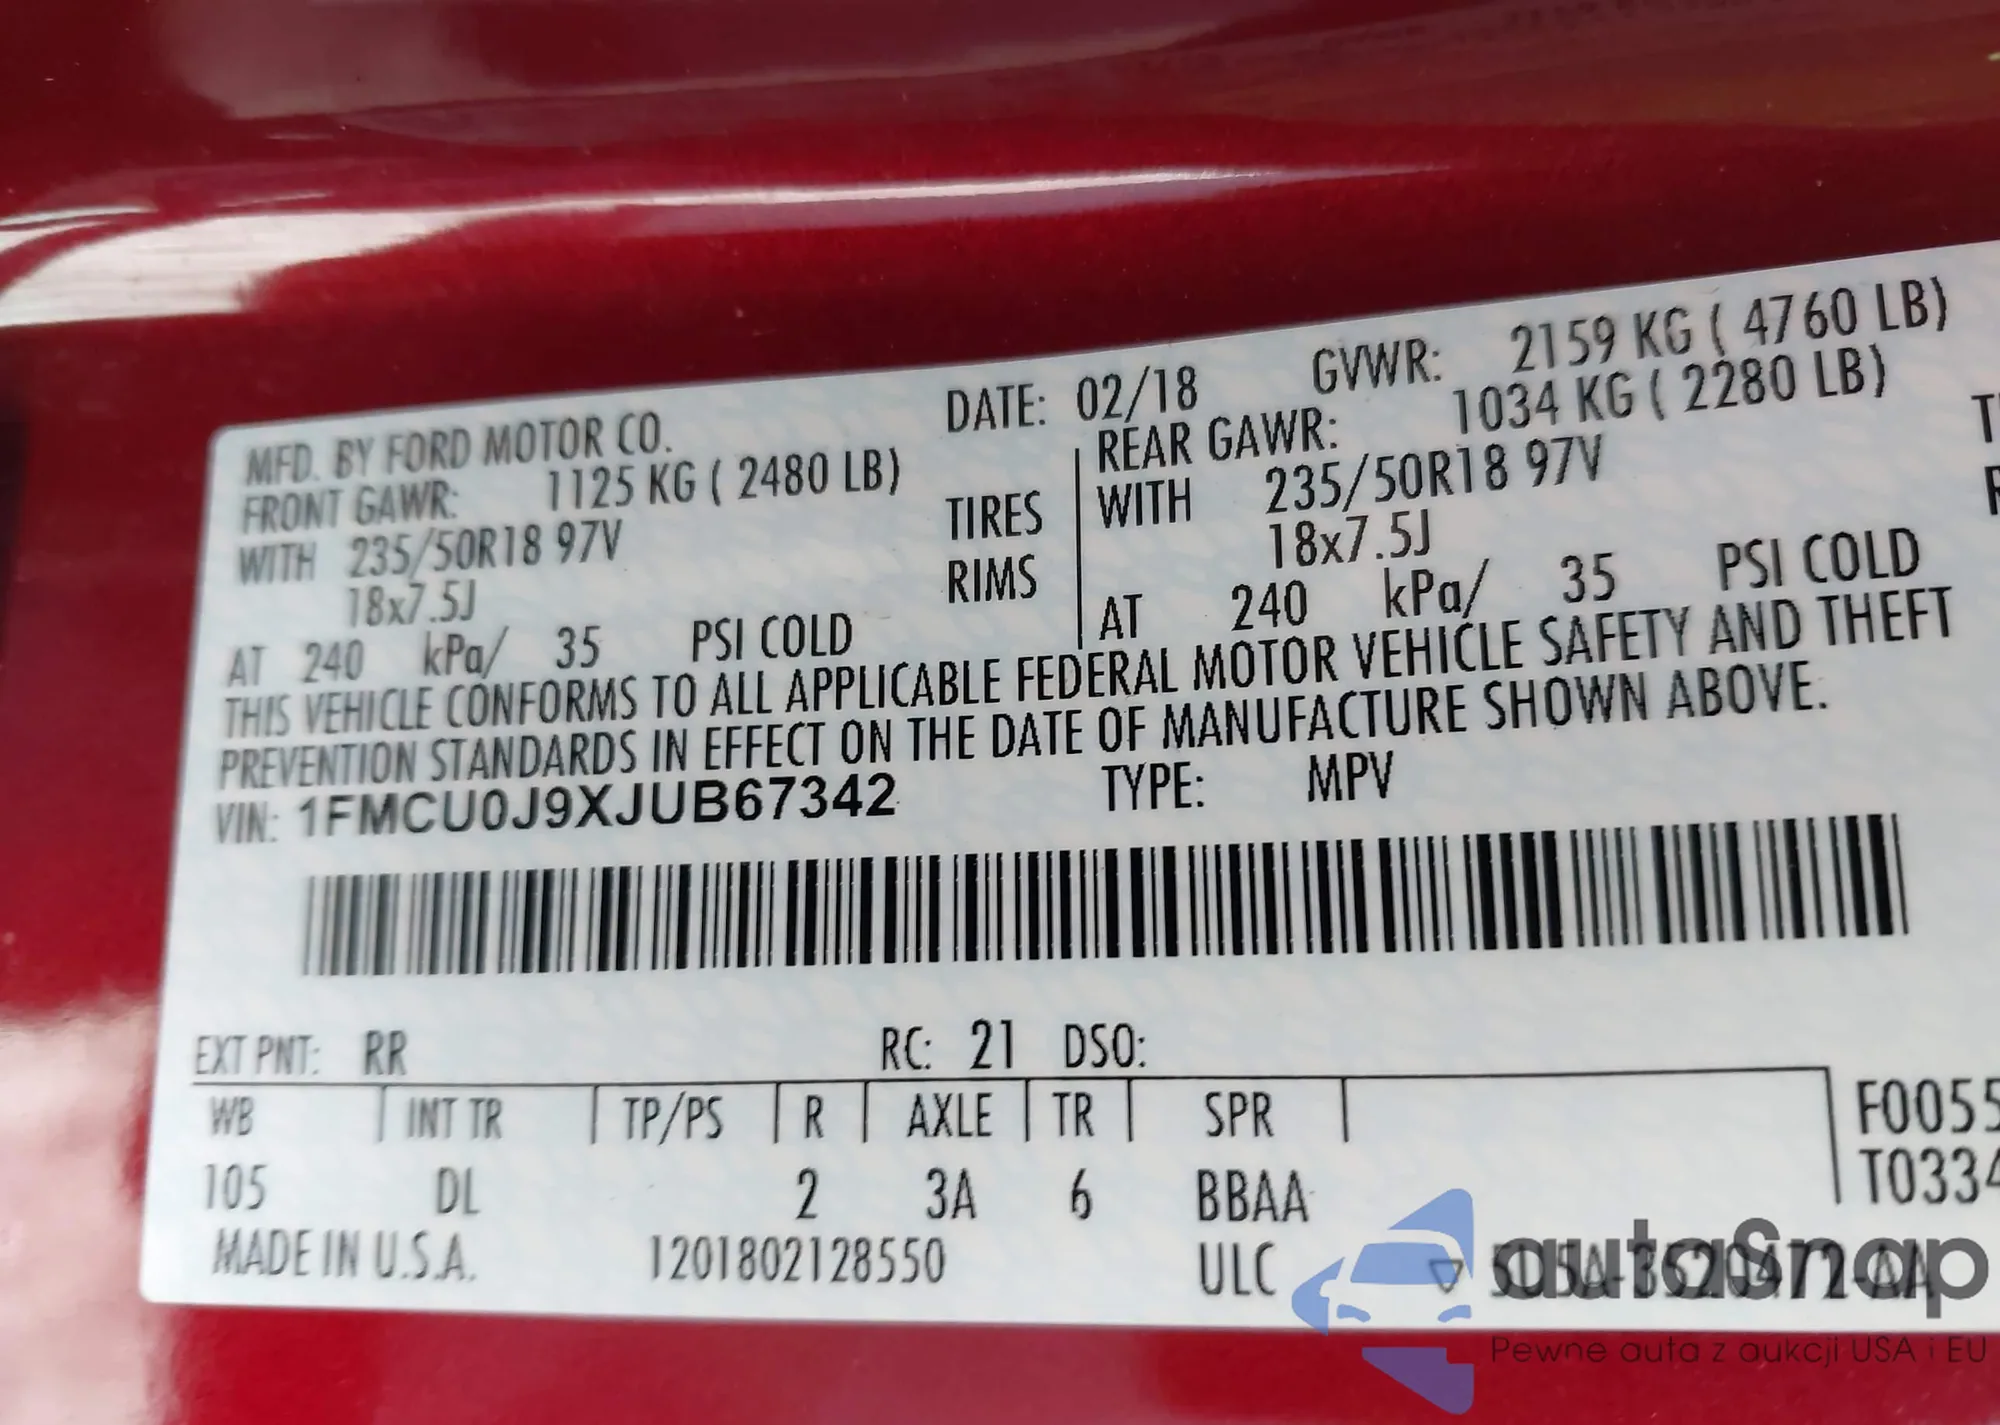 MFD. BY FORD MOTOR CO. DATE: 02/18 GVWR: 2159 KG ( 4760 LB)
FRONT GAWR: 1125 KG ( 2480 LB) REAR GAWR: 1034 KG ( 2280 LB)
WITH 235/50R18 97V TIRES WITH 235/50R18 97V
18x7.5J RIMS 18x7.5J
AT 240 kPa/ 35 PSI COLD AT 240 kPa/ 35 PSI COLD
THIS VEHICLE CONFORMS TO ALL APPLICABLE FEDERAL MOTOR VEHICLE SAFETY AND THEFT
PREVENTION STANDARDS IN EFFECT ON THE DATE OF MANUFACTURE SHOWN ABOVE.
VIN: 1FMCU0J9XJUB67342 TYPE: MPV
EXT PNT: RR RC: 21 DSO:
WB INT TR TP/PS R AXLE TR SPR F0055
105 DL 2 3A 6 BBAA T0334
MADE IN U.S.A. 1201802128550 ULC
autaSnap
Pewne auta z aukcji USA i EU